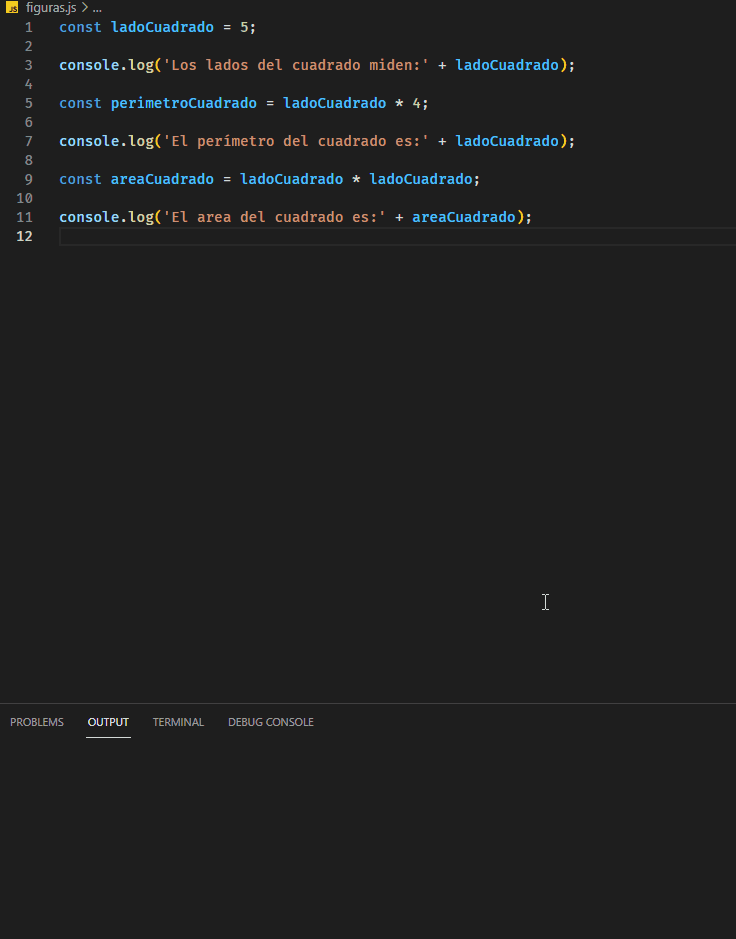 JS figuras.js > ...
1 const ladoCuadrado = 5;
2
3 console.log('Los lados del cuadrado miden:' + ladoCuadrado);
4
5 const perimetroCuadrado = ladoCuadrado * 4;
6
7 console.log('El perímetro del cuadrado es:' + ladoCuadrado);
8
9 const areaCuadrado = ladoCuadrado * ladoCuadrado;
10
11 console.log('El area del cuadrado es:' + areaCuadrado);
12
PROBLEMS OUTPUT TERMINAL DEBUG CONSOLE